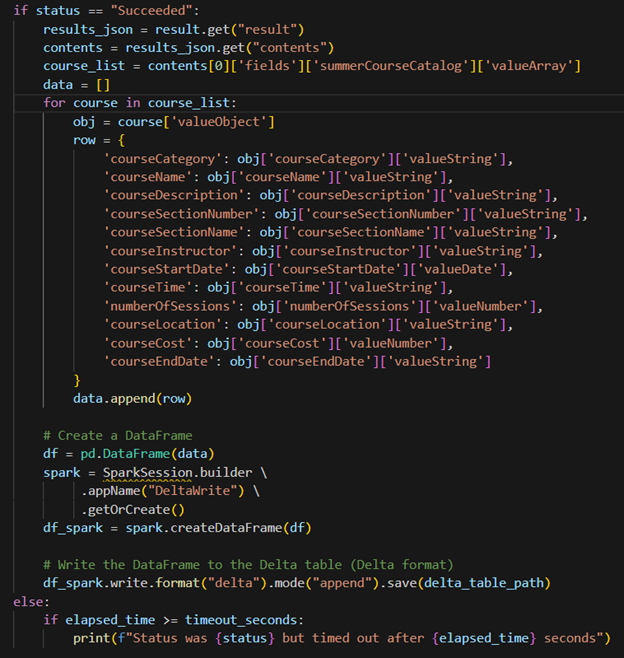 if status == "Succeeded":
    results_json = result.get("result")
    contents = results_json.get("contents")
    course_list = contents[0]['fields']['summerCourseCatalog']['valueArray']
    data = []
    for course in course_list:
        obj = course['valueObject']
        row = {
            'courseCategory': obj['courseCategory']['valueString'],
            'courseName': obj['courseName']['valueString'],
            'courseDescription': obj['courseDescription']['valueString'],
            'courseSectionNumber': obj['courseSectionNumber']['valueString'],
            'courseSectionName': obj['courseSectionName']['valueString'],
            'courseInstructor': obj['courseInstructor']['valueString'],
            'courseStartDate': obj['courseStartDate']['valueDate'],
            'courseTime': obj['courseTime']['valueString'],
            'numberOfSessions': obj['numberOfSessions']['valueNumber'],
            'courseLocation': obj['courseLocation']['valueString'],
            'courseCost': obj['courseCost']['valueNumber'],
            'courseEndDate': obj['courseEndDate']['valueString']
        }
        data.append(row)

    # Create a DataFrame
    df = pd.DataFrame(data)
    spark = SparkSession.builder \
        .appName("DeltaWrite") \
        .getOrCreate()
    df_spark = spark.createDataFrame(df)

    # Write the DataFrame to the Delta table (Delta format)
    df_spark.write.format("delta").mode("append").save(delta_table_path)
else:
    if elapsed_time >= timeout_seconds:
        print(f"Status was {status} but timed out after {elapsed_time} seconds")